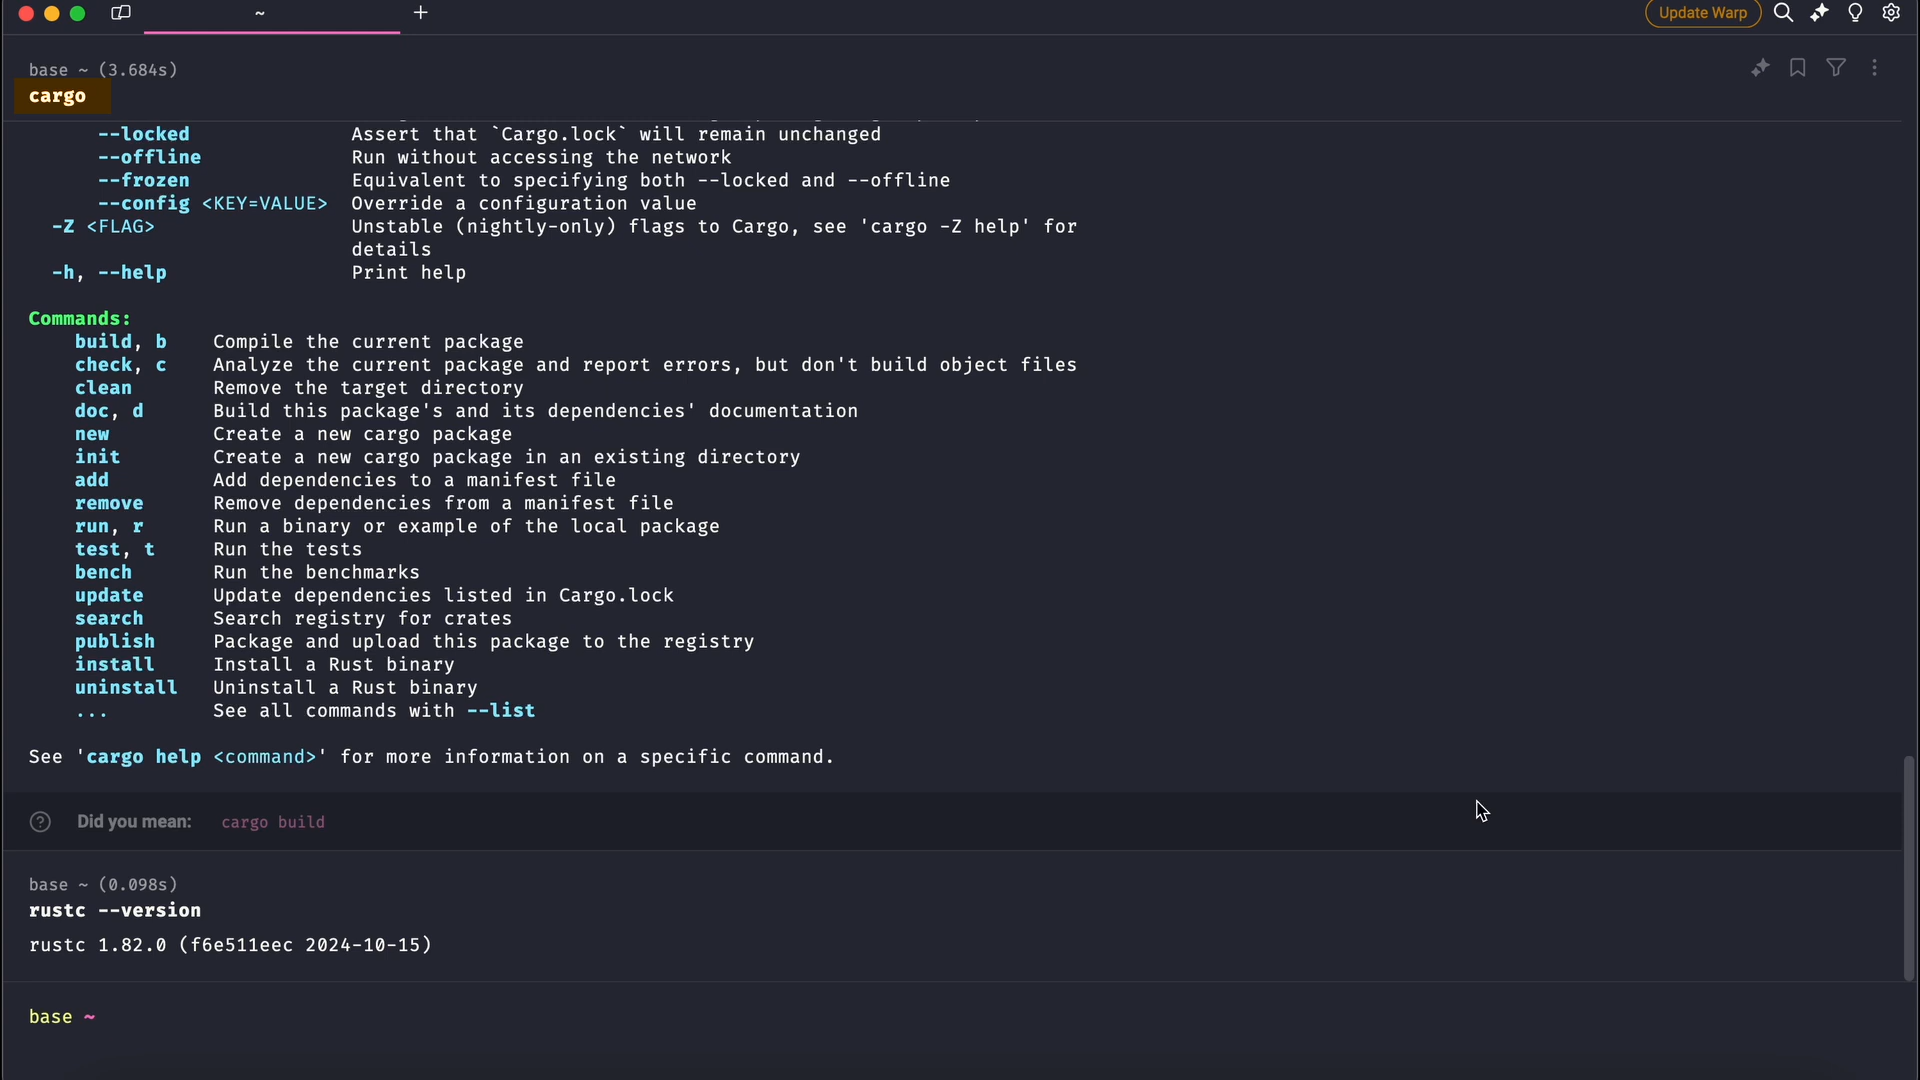 ~
+
Update Warp
base ~ (3.684s)
cargo
--locked Assert that `Cargo.lock` will remain unchanged
--offline Run without accessing the network
--frozen Equivalent to specifying both --locked and --offline
--config <KEY=VALUE> Override a configuration value
-Z <FLAG> Unstable (nightly-only) flags to Cargo, see 'cargo -Z help' for
details
-h, --help Print help
Commands:
build, b Compile the current package
check, c Analyze the current package and report errors, but don't build object files
clean Remove the target directory
doc, d Build this package's and its dependencies' documentation
new Create a new cargo package
init Create a new cargo package in an existing directory
add Add dependencies to a manifest file
remove Remove dependencies from a manifest file
run, r Run a binary or example of the local package
test, t Run the tests
bench Run the benchmarks
update Update dependencies listed in Cargo.lock
search Search registry for crates
publish Package and upload this package to the registry
install Install a Rust binary
uninstall Uninstall a Rust binary
... See all commands with --list
See 'cargo help <command>' for more information on a specific command.
Did you mean: cargo build
base ~ (0.098s)
rustc --version
rustc 1.82.0 (f6e511eec 2024-10-15)
base ~